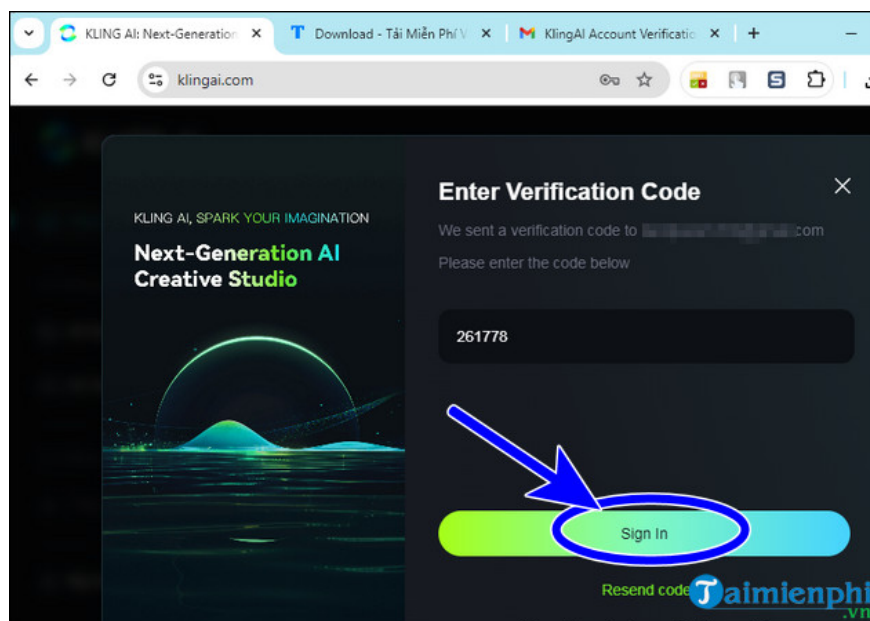 KLING AI: Next-Generation
Download - Tải Miễn Phí V
KlingAI Account Verificatio
klingai.com
KLING AI, SPARK YOUR IMAGINATION
Next-Generation AI
Creative Studio
Enter Verification Code
We sent a verification code to com
Please enter the code below
261778
Sign In
Resend code
Taimienphi
.vn